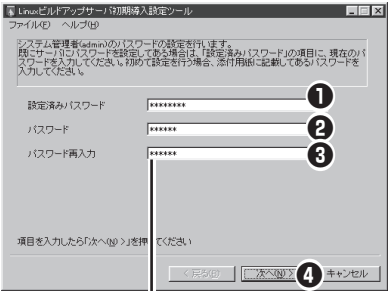 Linuxビルドアップサーバ初期導入設定ツール
ファイル(F) ヘルプ(H)
システム管理者(admin)のパスワードの設定を行います。
既にサーバにパスワードを設定してある場合は、「設定済みパスワード」の項目に、現在のパ
スワードを入力してください。初めて設定を行う場合、添付用紙に記載してあるパスワードを
入力してください。
設定済みパスワード ******** ❶
パスワード ****** ❷
パスワード再入力 ****** ❸
項目を入力したら「次へ(N) >」を押してください
< 戻る(B) 次へ(N) > ❹ キャンセル